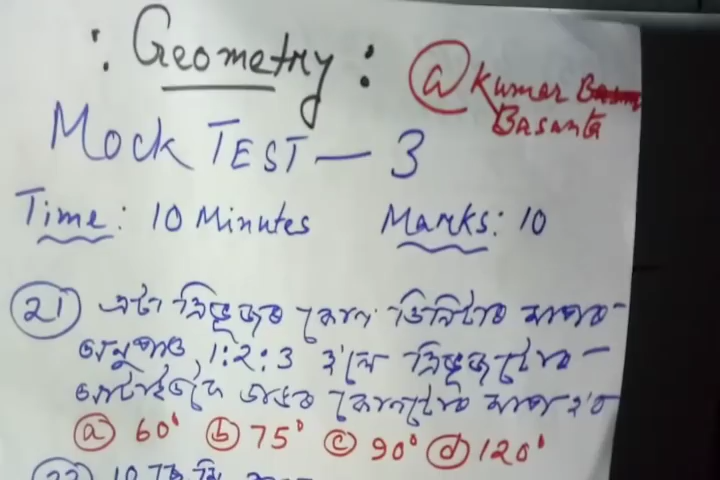 : Geometry :
@ Kumar
Basanta
Mock TEST — 3
Time: 10 Minutes Marks: 10
21 এটা ত্ৰিভূজৰ কোণ তিনিটাৰ মাপৰ-
অনুপাত 1:2:3 হ'লে ত্ৰিভূজটোৰ -
আটাইতকৈ ডাঙৰ কোণটোৰ মাপ হ'ব
a 60° b 75° c 90° d 120°